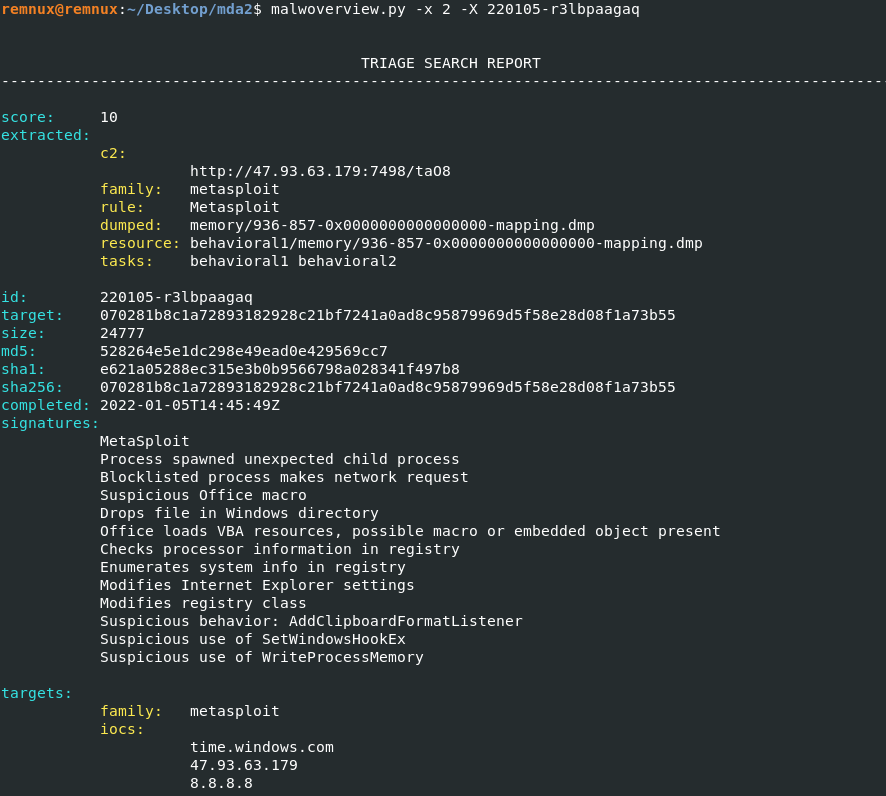 remnux@remnux:~/Desktop/mda2$ malwoverview.py -x 2 -X 220105-r3lbpaagaq
TRIAGE SEARCH REPORT
---------------------------------------------------------------------------------------------------
score: 10
extracted:
c2:
http://47.93.63.179:7498/taO8
family: metasploit
rule: Metasploit
dumped: memory/936-857-0x0000000000000000-mapping.dmp
resource: behavioral1/memory/936-857-0x0000000000000000-mapping.dmp
tasks: behavioral1 behavioral2
id: 220105-r3lbpaagaq
target: 070281b8c1a72893182928c21bf7241a0ad8c95879969d5f58e28d08f1a73b55
size: 24777
md5: 528264e5e1dc298e49ead0e429569cc7
sha1: e621a05288ec315e3b0b9566798a028341f497b8
sha256: 070281b8c1a72893182928c21bf7241a0ad8c95879969d5f58e28d08f1a73b55
completed: 2022-01-05T14:45:49Z
signatures:
MetaSploit
Process spawned unexpected child process
Blocklisted process makes network request
Suspicious Office macro
Drops file in Windows directory
Office loads VBA resources, possible macro or embedded object present
Checks processor information in registry
Enumerates system info in registry
Modifies Internet Explorer settings
Modifies registry class
Suspicious behavior: AddClipboardFormatListener
Suspicious use of SetWindowsHookEx
Suspicious use of WriteProcessMemory
targets:
family: metasploit
iocs:
time.windows.com
47.93.63.179
8.8.8.8